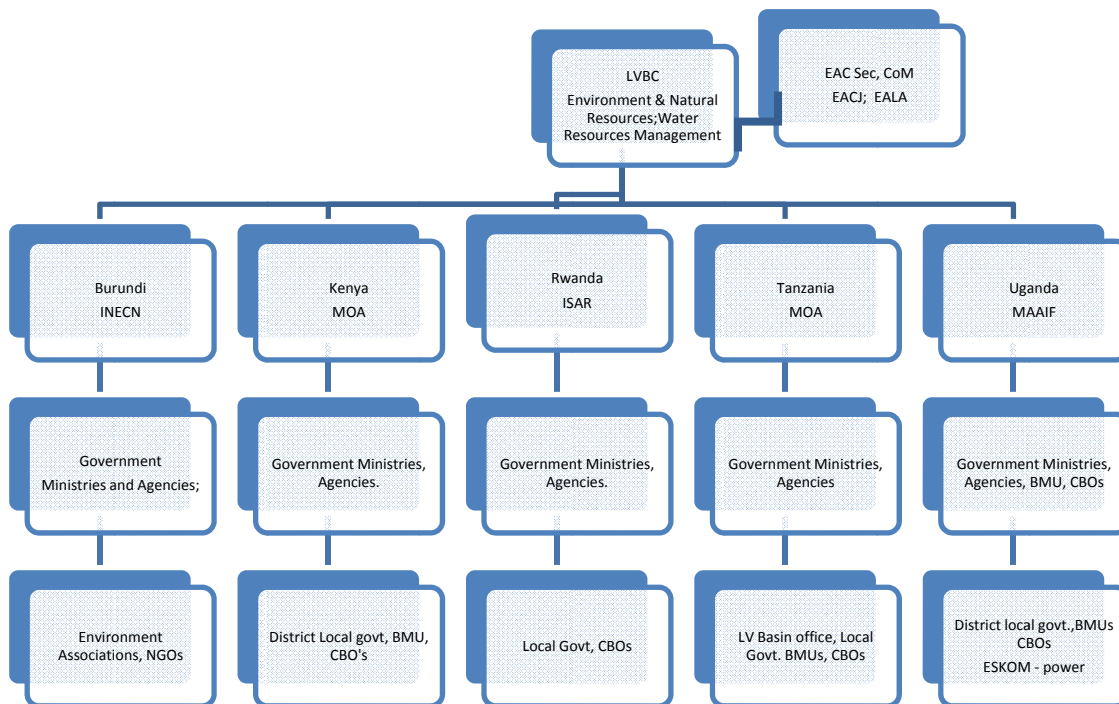 LVBC
Environment & Natural
Resources;Water
Resources Management
EAC Sec, CoM
EACJ; EALA
Burundi
INECN
Kenya
MOA
Rwanda
ISAR
Tanzania
MOA
Uganda
MAAIF
Government
Ministries and Agencies;
Government Ministries,
Agencies.
Government Ministries,
Agencies.
Government Ministries,
Agencies
Government Ministries,
Agencies, BMU, CBOs
Environment
Associations, NGOs
District Local govt, BMU,
CBO's
Local Govt, CBOs
LV Basin office, Local
Govt. BMUs, CBOs
District local govt.,BMUs
CBOs
ESKOM - power